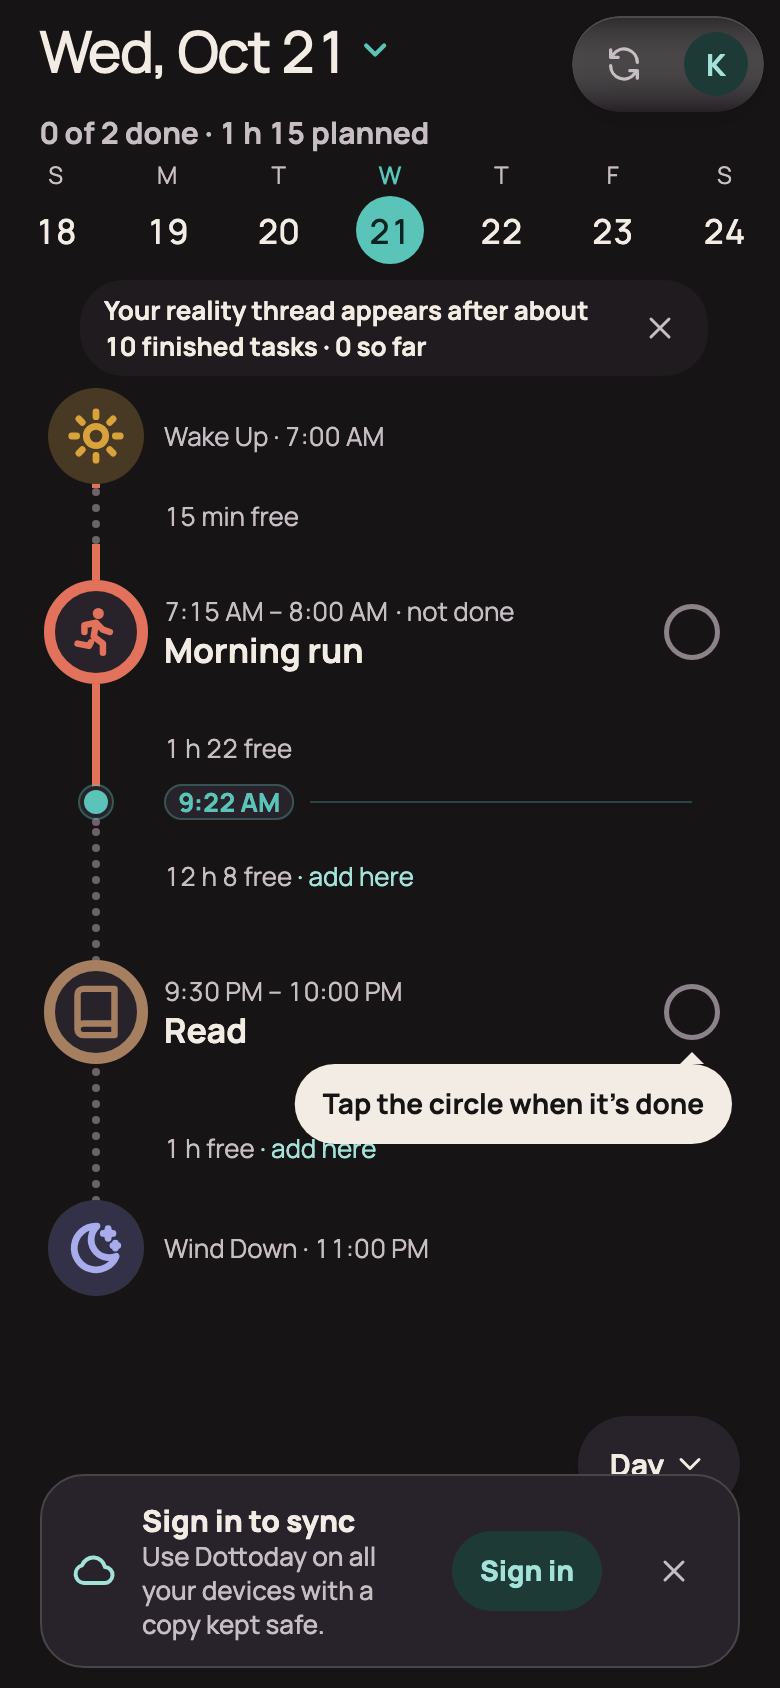 Wed, Oct 21
K
0 of 2 done · 1 h 15 planned
S M T W T F S
18 19 20 21 22 23 24
Your reality thread appears after about
10 finished tasks · 0 so far
Wake Up · 7:00 AM
15 min free
7:15 AM – 8:00 AM · not done
Morning run
1 h 22 free
9:22 AM
12 h 8 free · add here
9:30 PM – 10:00 PM
Read
Tap the circle when it's done
1 h free · add here
Wind Down · 11:00 PM
Day
Sign in to sync
Use Dottoday on all
your devices with a
copy kept safe.
Sign in